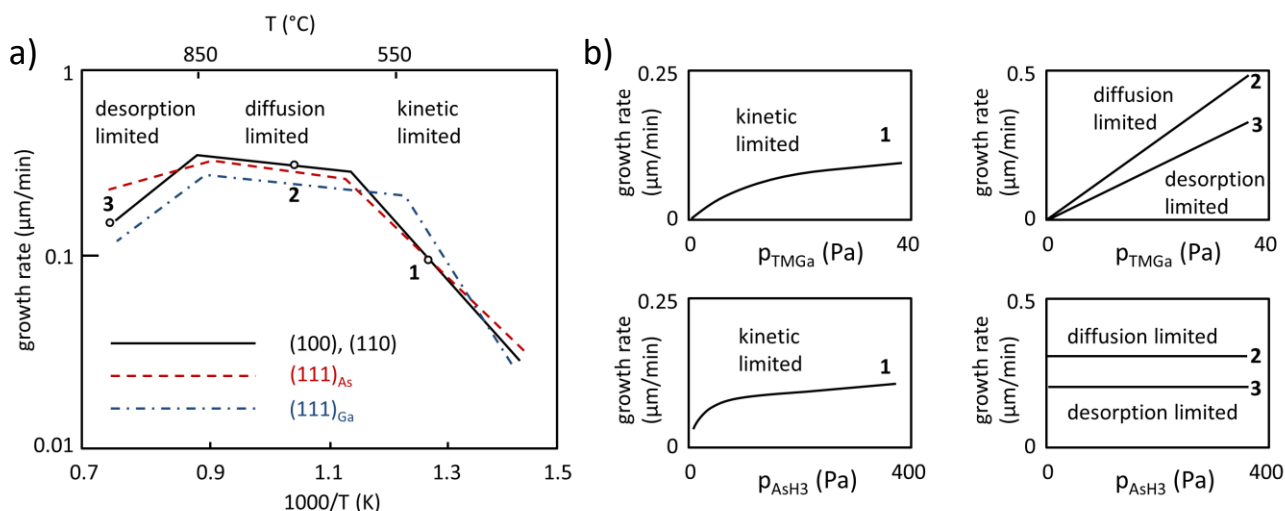 a)
T (°C)
850
550
1
0.1
0.01
growth rate (µm/min)
desorption
limited
diffusion
limited
kinetic
limited
3
2
1
(100), (110)
(111)As
(111)Ga
0.7
0.9
1.1
1.3
1.5
1000/T (K)
b)
growth rate
(µm/min)
0.25
0
kinetic
limited
1
0
40
pTMGa (Pa)
growth rate
(µm/min)
0.5
0
diffusion
limited
2
3
desorption
limited
0
40
pTMGa (Pa)
growth rate
(µm/min)
0.25
0
kinetic
limited
1
0
400
pAsH3 (Pa)
growth rate
(µm/min)
0.5
0
diffusion limited
2
3
desorption limited
0
400
pAsH3 (Pa)